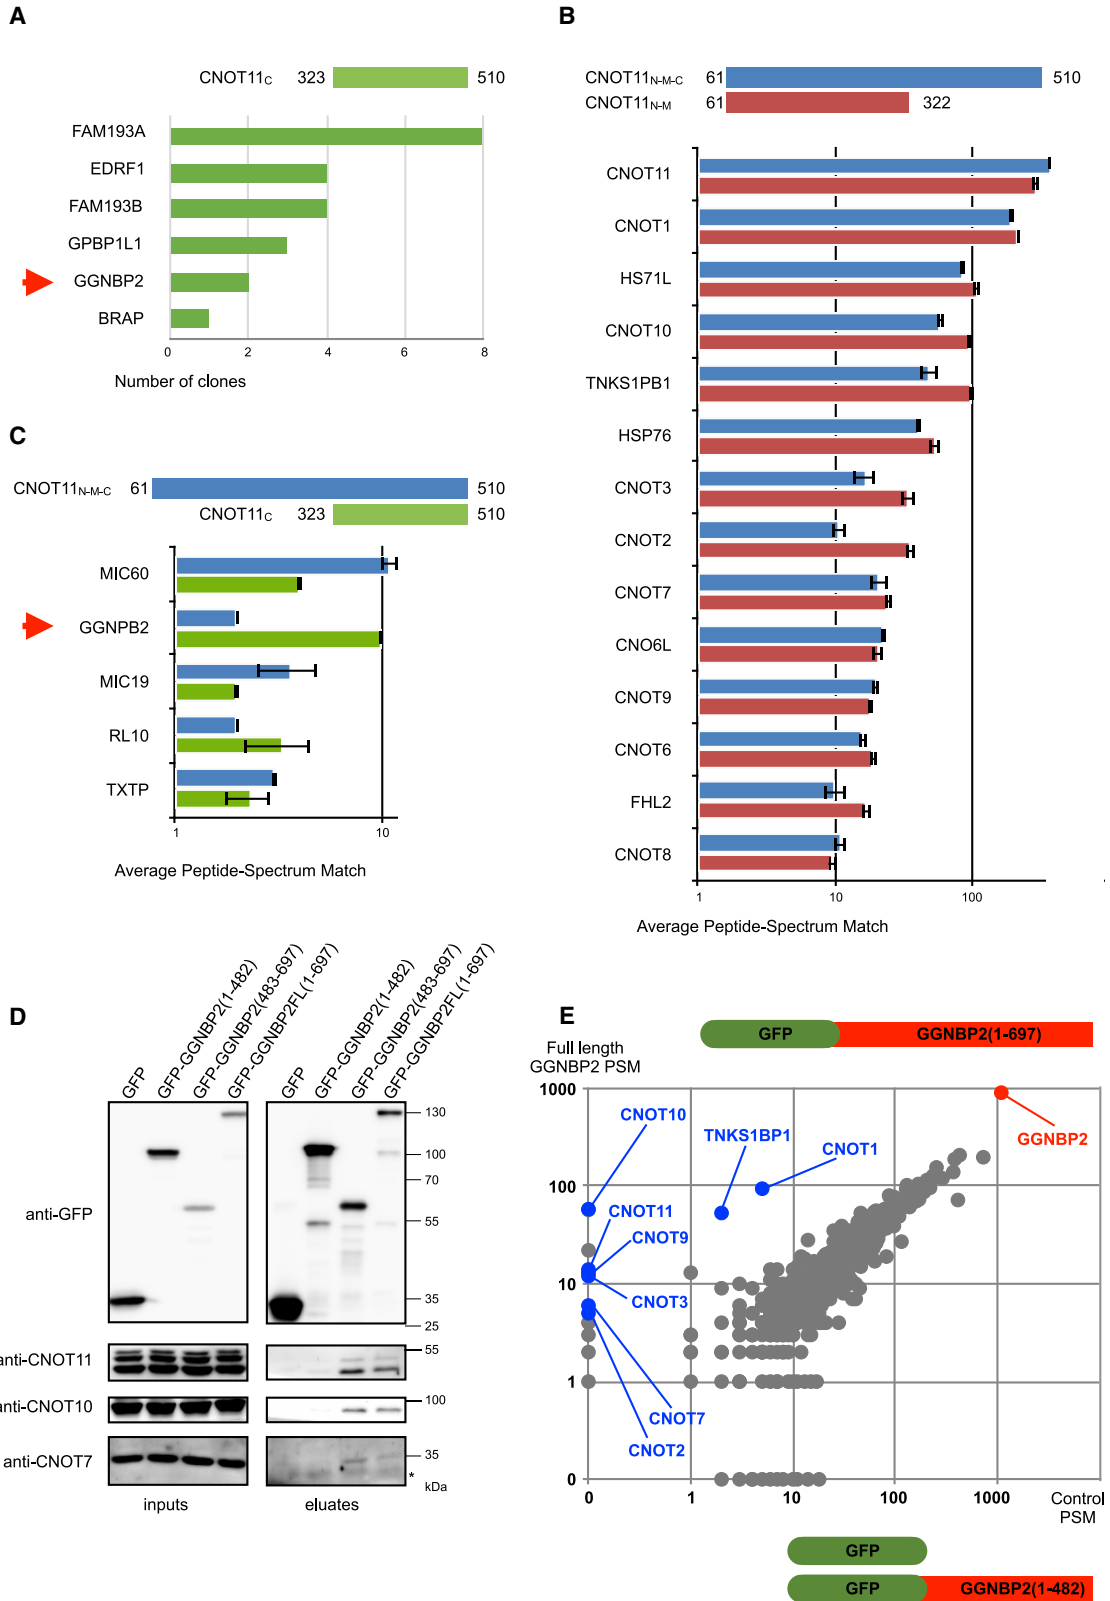 A
CNOT11C 323 510
FAM193A
EDRF1
FAM193B
GPBP1L1
GGNBP2
BRAP
0 2 4 6 8
Number of clones
B
CNOT11N-M-C 61 510
CNOT11N-M 61 322
CNOT11
CNOT1
HS71L
CNOT10
TNKS1PB1
HSP76
CNOT3
CNOT2
CNOT7
CNO6L
CNOT9
CNOT6
FHL2
CNOT8
1 10 100
Average Peptide-Spectrum Match
C
CNOT11N-M-C 61 510
CNOT11C 323 510
MIC60
GGNPB2
MIC19
RL10
TXTP
1 10
Average Peptide-Spectrum Match
D
GFP
GFP-GGNBP2(1-482)
GFP-GGNBP2(483-697)
GFP-GGNBP2FL(1-697)
GFP
GFP-GGNBP2(1-482)
GFP-GGNBP2(483-697)
GFP-GGNBP2FL(1-697)
anti-GFP
130
100
70
55
35
25
anti-CNOT11
55
anti-CNOT10
100
anti-CNOT7
35
*
kDa
inputs
eluates
E
GFP GGNBP2(1-697)
Full length
GGNBP2 PSM
1000
100
10
1
0
CNOT10
TNKS1BP1
CNOT1
GGNBP2
CNOT11
CNOT9
CNOT3
CNOT7
CNOT2
0 1 10 100 1000
Control
PSM
GFP
GFP GGNBP2(1-482)